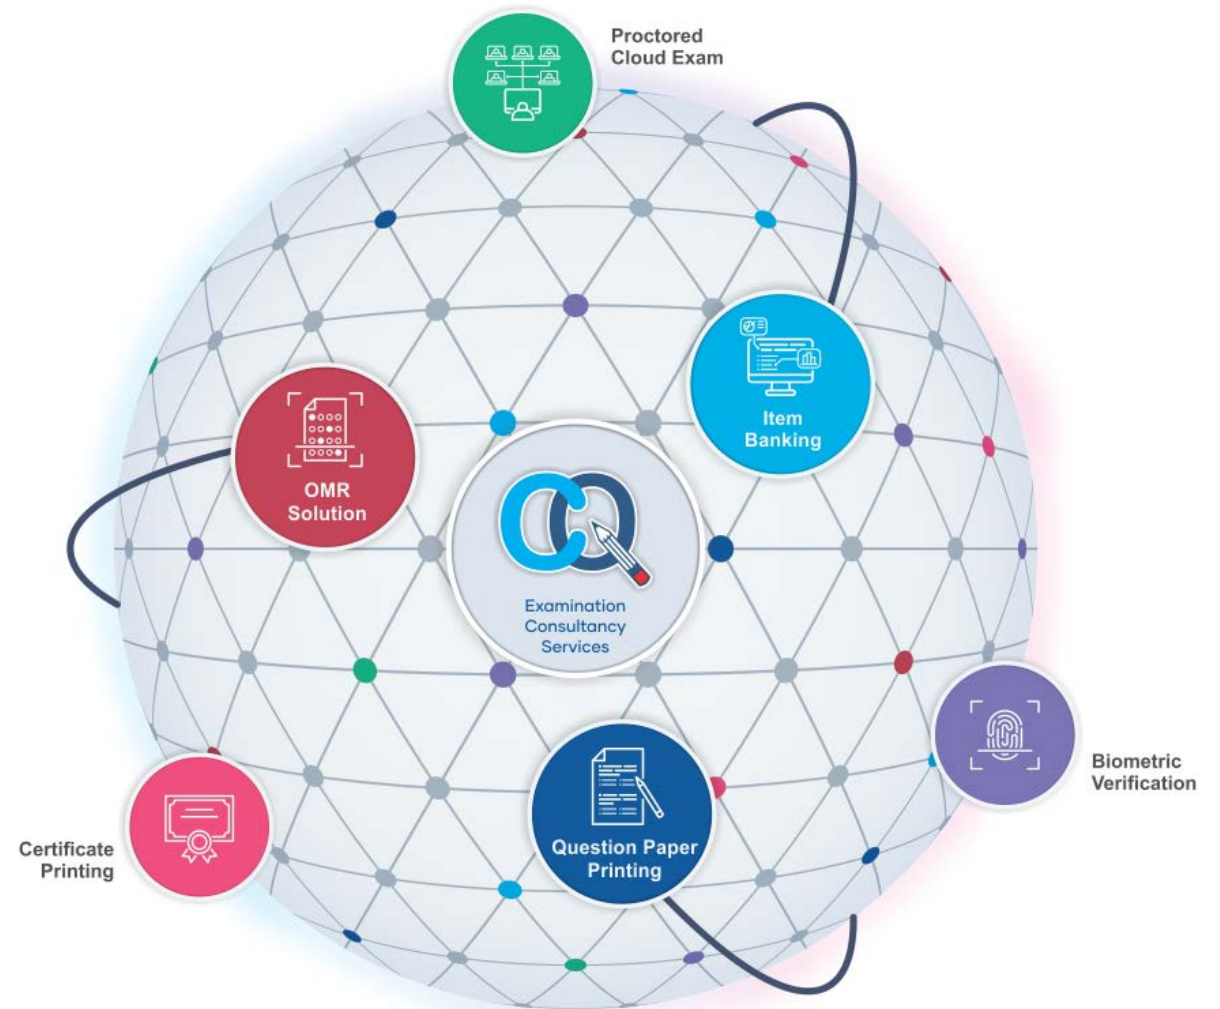 Proctored
Cloud Exam
Item
Banking
OMR
Solution
CQ
Examination
Consultancy
Services
Biometric
Verification
Question Paper
Printing
Certificate
Printing